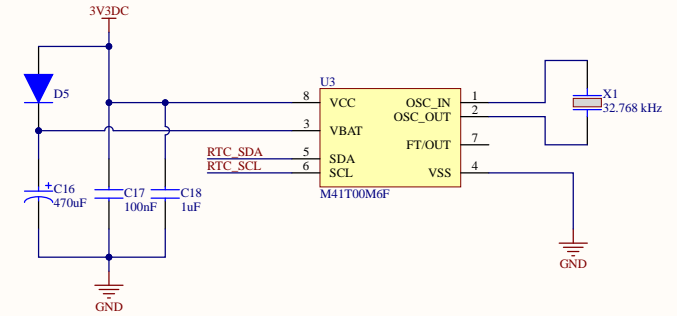 3V3DC
U3
D5
8 VCC OSC_IN 1
OSC_OUT 2
X1
32.768 kHz
3 VBAT
FT/OUT 7
RTC_SDA 5 SDA
RTC_SCL 6 SCL
VSS 4
M41T00M6F
+
C16
470uF
C17
100nF
C18
1uF
GND
GND